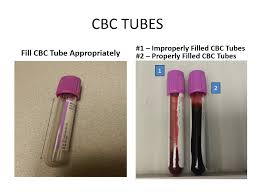 CBC TUBES
Fill CBC Tube Appropriately
#1 – Improperly Filled CBC Tubes
#2 – Properly Filled CBC Tubes
1
2